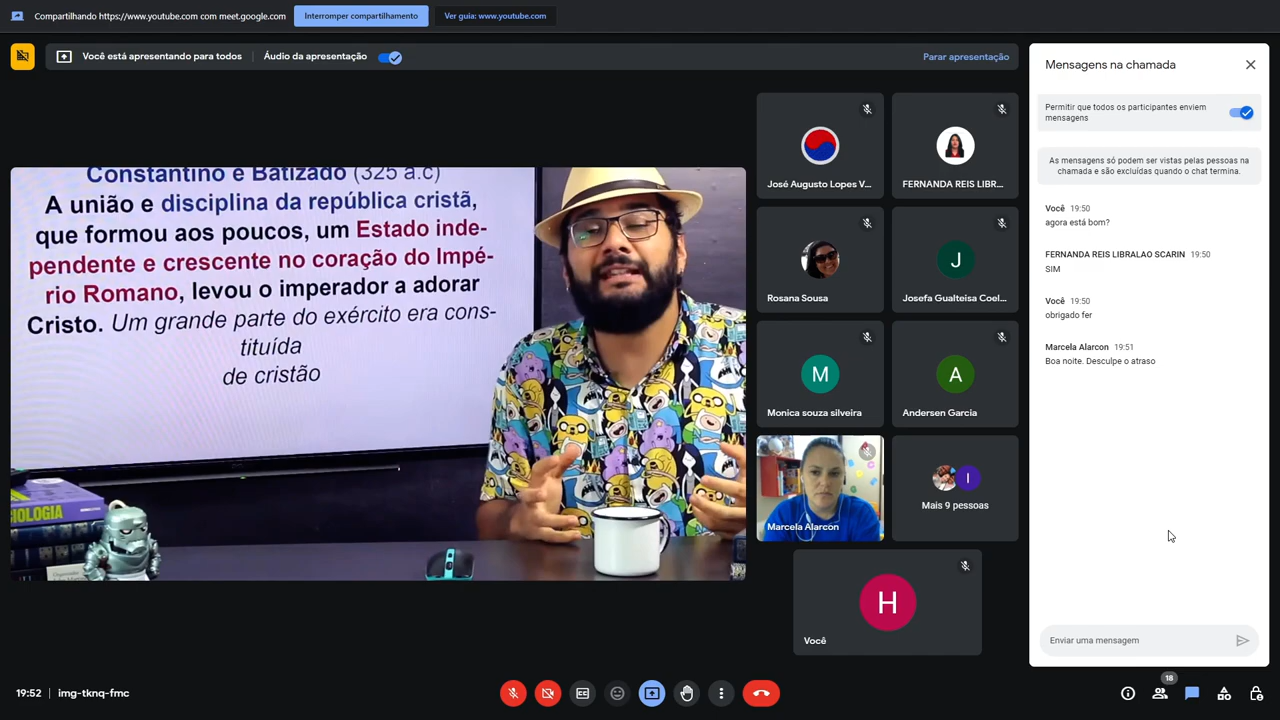 Compartilhando https://www.youtube.com com meet.google.com
Interromper compartilhamento
Ver guia: www.youtube.com
Você está apresentando para todos
Áudio da apresentação
Parar apresentação
Constantino é Batizado (325 a.c)
A união e disciplina da república cristã,
que formou aos poucos, um Estado inde-
pendente e crescente no coração do Impé-
rio Romano, levou o imperador a adorar
Cristo. Um grande parte do exército era cons-
tituída
de cristão
IOLOGIA
José Augusto Lopes V...
FERNANDA REIS LIBR...
Rosana Sousa
J
Josefa Gualteisa Coel...
M
Monica souza silveira
A
Andersen Garcia
Marcela Alarcon
I
Mais 9 pessoas
H
Você
Mensagens na chamada
Permitir que todos os participantes enviem
mensagens
As mensagens só podem ser vistas pelas pessoas na
chamada e são excluídas quando o chat termina.
Você 19:50
agora está bom?
FERNANDA REIS LIBRALAO SCARIN 19:50
SIM
Você 19:50
obrigado fer
Marcela Alarcon 19:51
Boa noite. Desculpe o atraso
Enviar uma mensagem
19:52
img-tknq-fmc
18